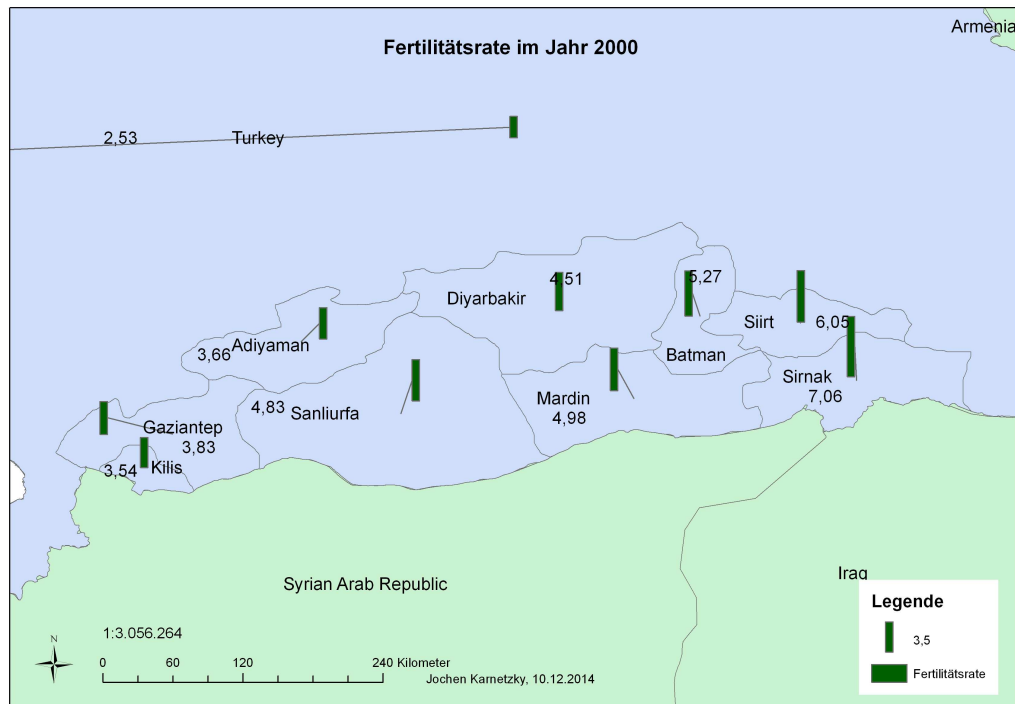 Armenia
Fertilitätsrate im Jahr 2000
2,53 Turkey
4,51
5,27
Diyarbakir
Siirt
6,05
Adiyaman
3,66
Batman
Sirnak
7,06
4,83
Sanliurfa
Mardin
4,98
Gaziantep
3,83
3,54
Kilis
Syrian Arab Republic
Iraq
Legende
3,5
Fertilitätsrate
N
1:3.056.264
0 60 120 240 Kilometer
Jochen Karnetzky, 10.12.2014